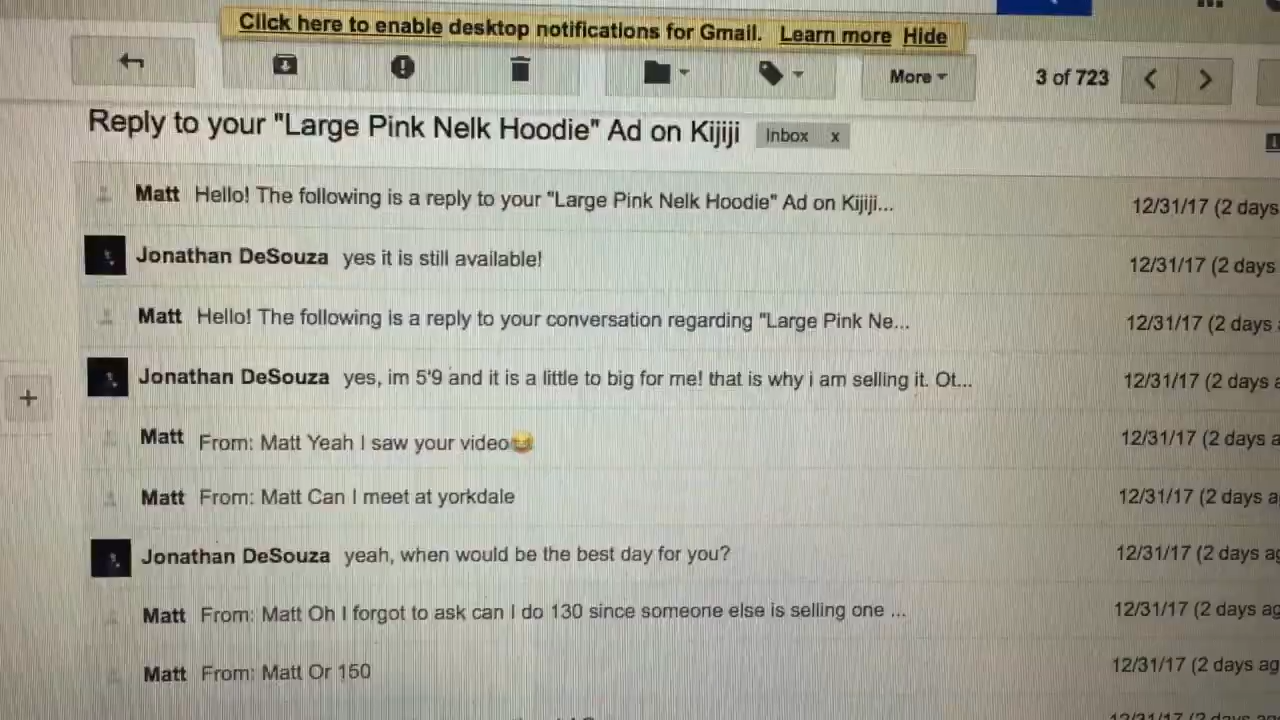 Click here to enable desktop notifications for Gmail. Learn more Hide
More 3 of 723
Reply to your "Large Pink Nelk Hoodie" Ad on Kijiji Inbox x
Matt Hello! The following is a reply to your "Large Pink Nelk Hoodie" Ad on Kijiji... 12/31/17 (2 days
Jonathan DeSouza yes it is still available! 12/31/17 (2 days
Matt Hello! The following is a reply to your conversation regarding "Large Pink Ne... 12/31/17 (2 days
Jonathan DeSouza yes, im 5'9 and it is a little to big for me! that is why i am selling it. Ot... 12/31/17 (2 days a
Matt From: Matt Yeah I saw your video😂 12/31/17 (2 days a
Matt From: Matt Can I meet at yorkdale 12/31/17 (2 days a
Jonathan DeSouza yeah, when would be the best day for you? 12/31/17 (2 days ag
Matt From: Matt Oh I forgot to ask can I do 130 since someone else is selling one ... 12/31/17 (2 days ag
Matt From: Matt Or 150 12/31/17 (2 days ag